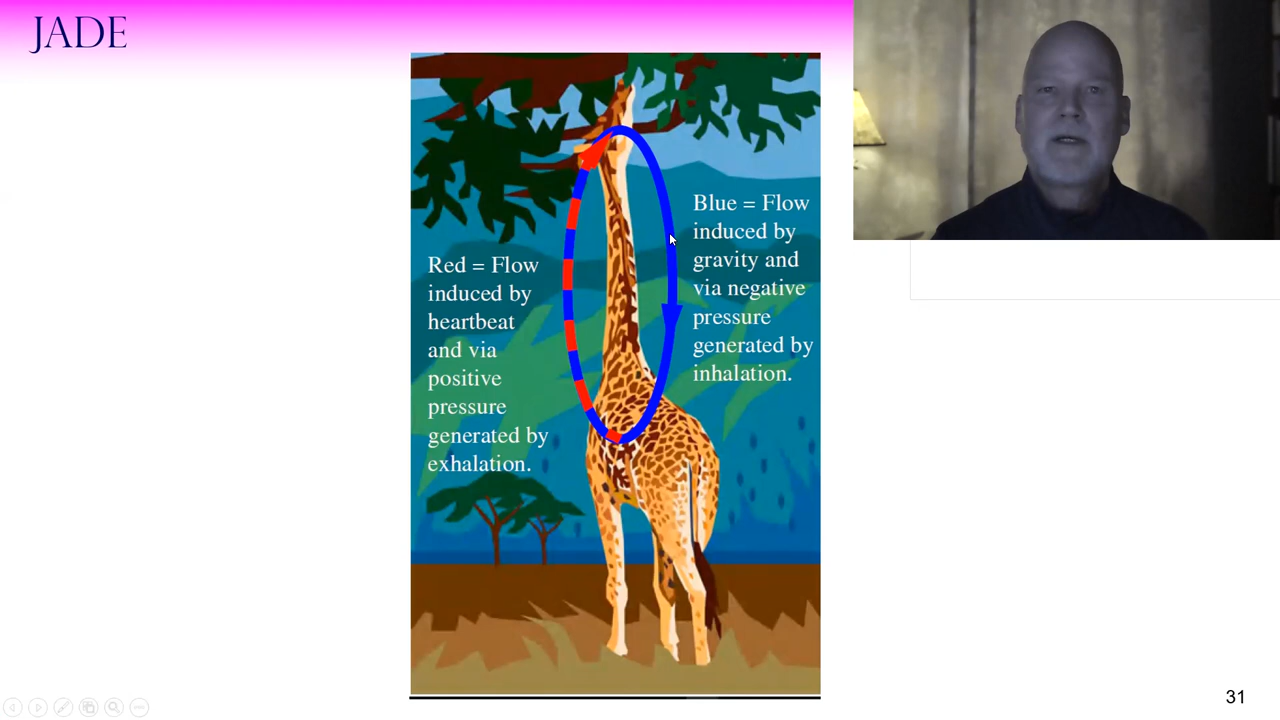 JADE
Red = Flow
induced by
heartbeat
and via
positive
pressure
generated by
exhalation.
Blue = Flow
induced by
gravity and
via negative
pressure
generated by
inhalation.
31